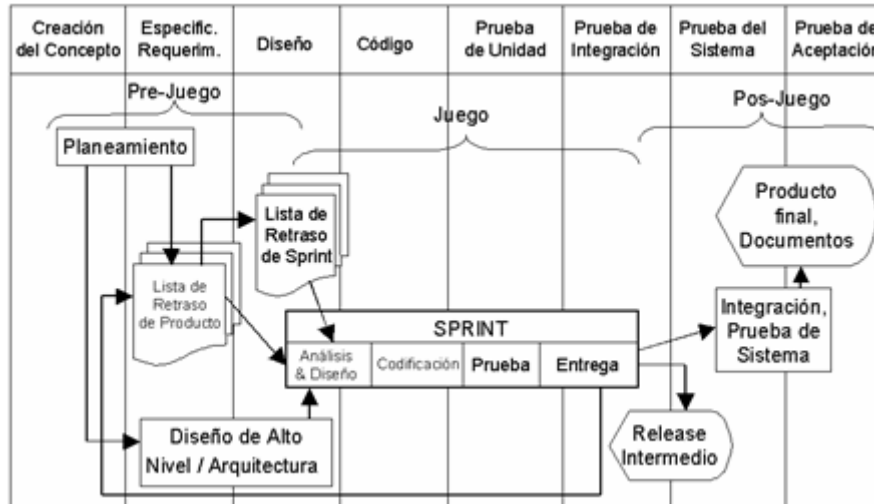 Creación
del Concepto
Especific.
Requerim.
Diseño
Código
Prueba
de Unidad
Prueba de
Integración
Prueba del
Sistema
Prueba de
Aceptación
Pre-Juego
Juego
Pos-Juego
Planeamiento
Lista de
Retraso
de Sprint
Producto
final,
Documentos
Lista de
Retraso
de Producto
SPRINT
Análisis
& Diseño
Codificación
Prueba
Entrega
Integración,
Prueba de
Sistema
Diseño de Alto
Nivel / Arquitectura
Release
Intermedio